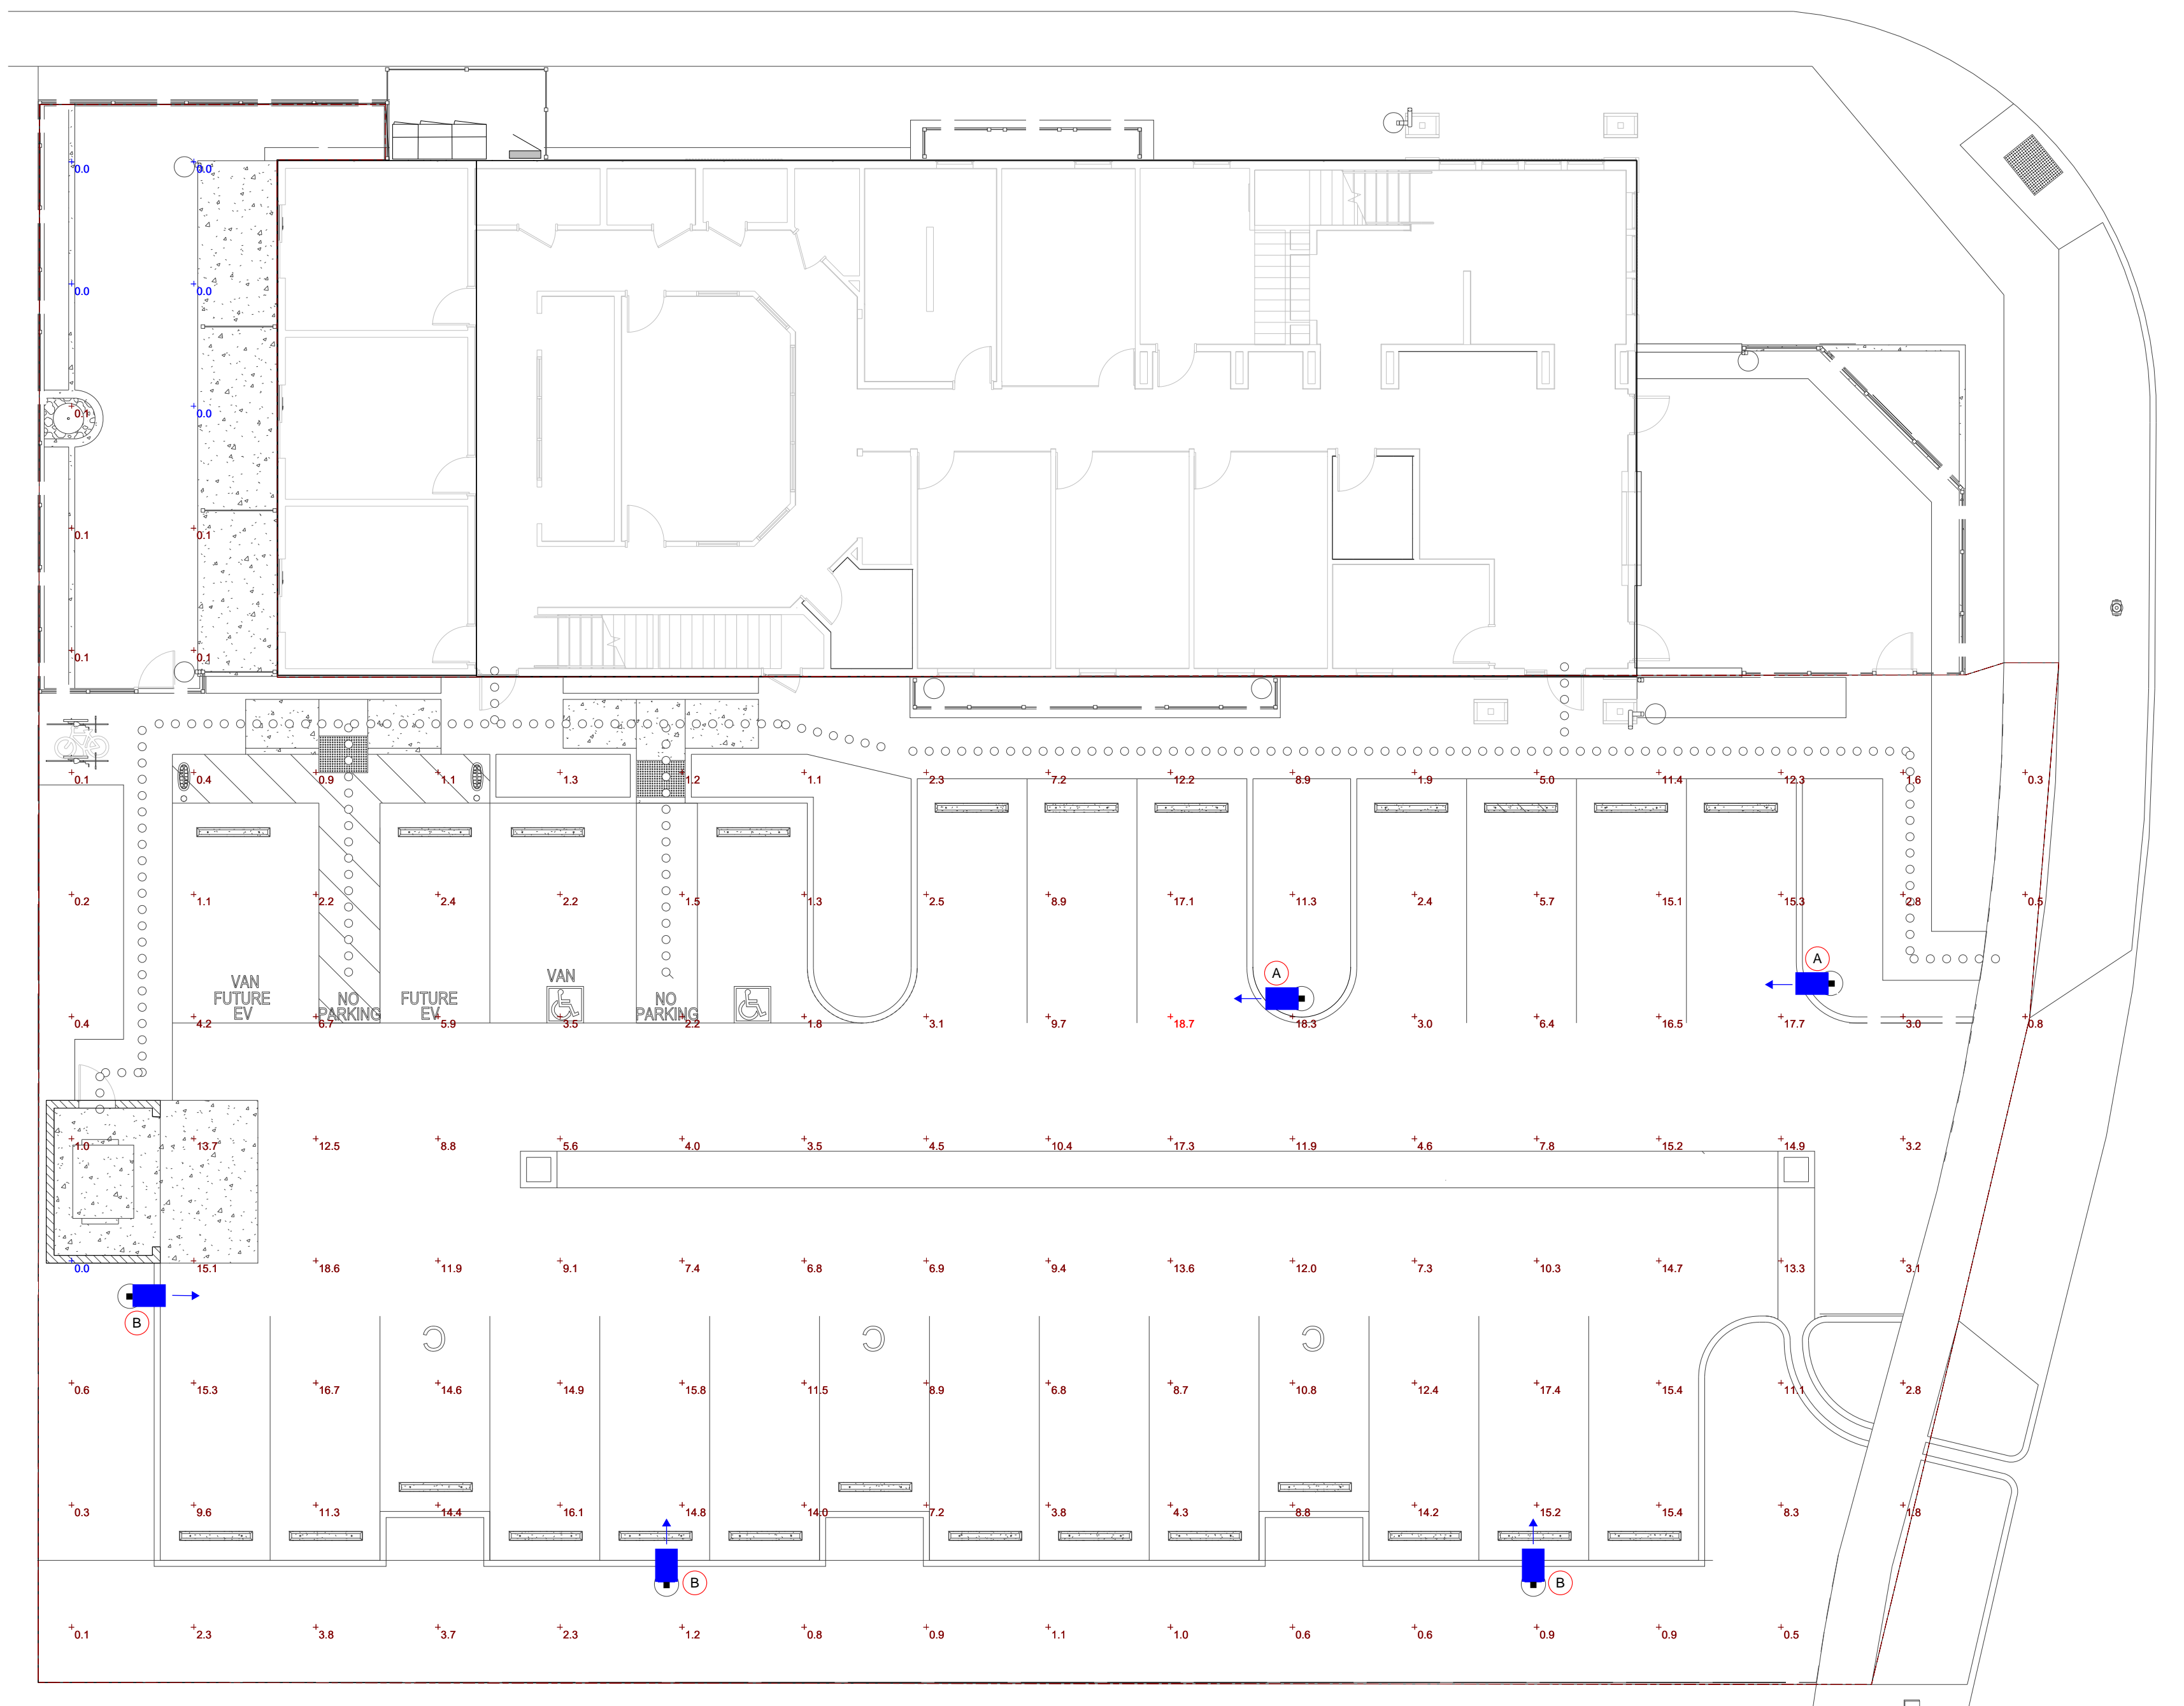 0.0 0.0
0.0 0.0
0.1 0.0
0.1 0.1
0.1 0.1
0.1 0.4 0.9 1.1 1.3 1.2 1.1 2.3 7.2 12.2 8.9 1.9 5.0 11.4 12.3 1.6 0.3
0.2 1.1 2.2 2.4 2.2 1.5 1.3 2.5 8.9 17.1 11.3 2.4 5.7 15.1 15.3 2.8 0.5
A A
VAN
FUTURE
EV
NO
PARKING
FUTURE
EV
VAN
NO
PARKING
0.4 4.2 6.7 5.9 3.5 2.2 1.8 3.1 9.7 18.7 18.3 3.0 6.4 16.5 17.7 3.0 0.8
1.0 13.7 12.5 8.8 5.6 4.0 3.5 4.5 10.4 17.3 11.9 4.6 7.8 15.2 14.9 3.2
0.0 15.1 18.6 11.9 9.1 7.4 6.8 6.9 9.4 13.6 12.0 7.3 10.3 14.7 13.3 3.1
B
C C C
0.6 15.3 16.7 14.6 14.9 15.8 11.5 8.9 6.8 8.7 10.8 12.4 17.4 15.4 11.1 2.8
0.3 9.6 11.3 14.4 16.1 14.8 14.0 7.2 3.8 4.3 8.8 14.2 15.2 15.4 8.3 1.8
B B
0.1 2.3 3.8 3.7 2.3 1.2 0.8 0.9 1.1 1.0 0.6 0.6 0.9 0.9 0.5